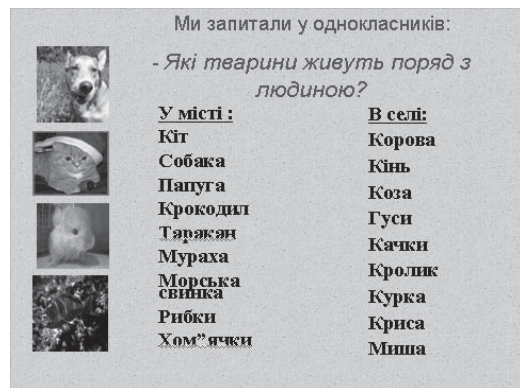 Ми запитали у однокласників:
- Які тварини живуть поряд з
людиною?
У місті :
Кіт
Собака
Папуга
Крокодил
Таракан
Мураха
Морська
свинка
Рибки
Хом”ячки
В селі:
Корова
Кінь
Коза
Гуси
Качки
Кролик
Курка
Криса
Миша